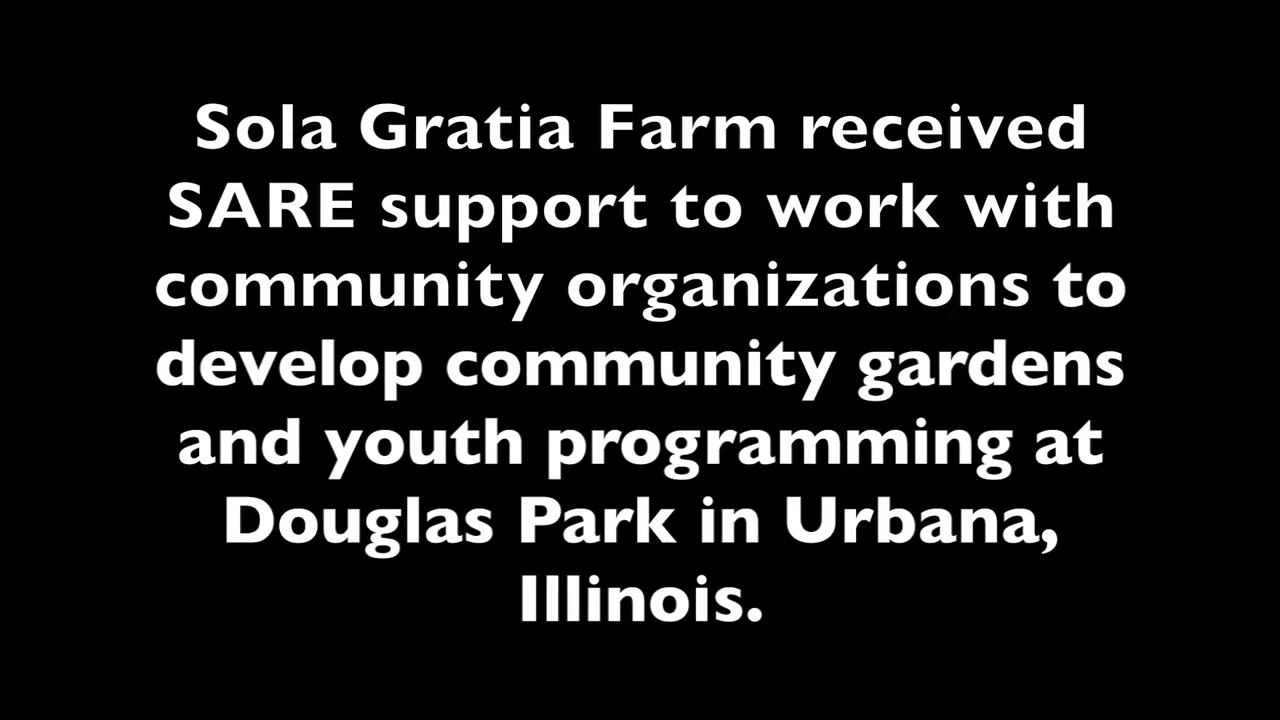 Sola Gratia Farm received
SARE support to work with
community organizations to
develop community gardens
and youth programming at
Douglas Park in Urbana,
Illinois.